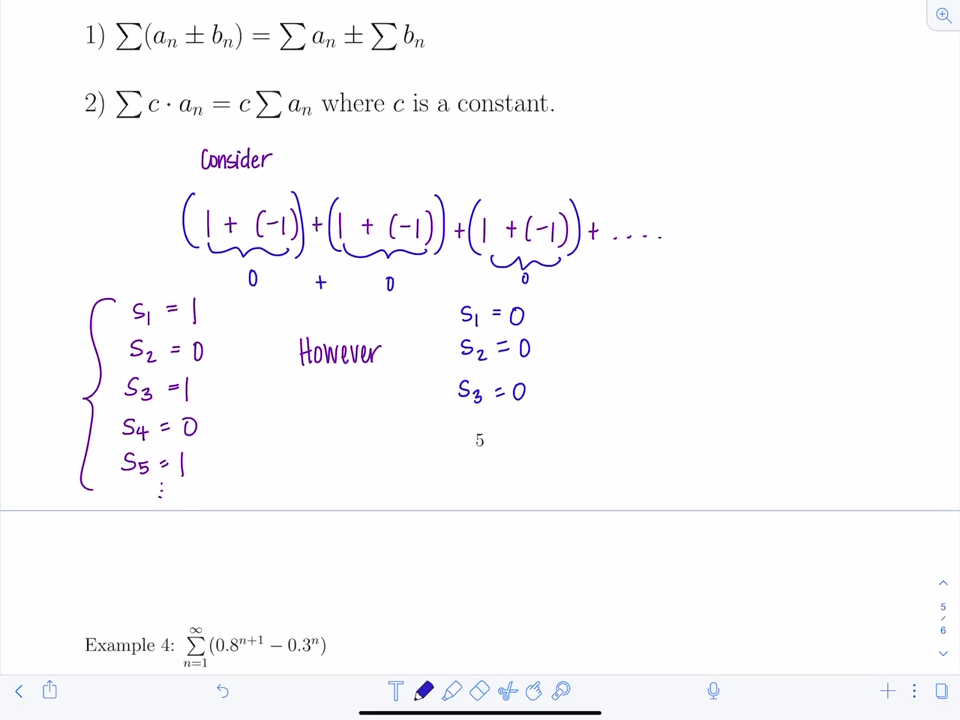 1) ∑(aₙ ± bₙ) = ∑ aₙ ± ∑ bₙ
2) ∑ c · aₙ = c ∑ aₙ where c is a constant.
Consider
(1 + (-1)) + (1 + (-1)) + (1 + (-1)) + ....
0 + 0 0
S₁ = 1
S₂ = 0
S₃ = 1
S₄ = 0
S₅ = 1
⋮
However
S₁ = 0
S₂ = 0
S₃ = 0
5
Example 4: ∑_{n=1}^{∞} (0.8ⁿ⁺¹ − 0.3ⁿ)
5
/
6
T